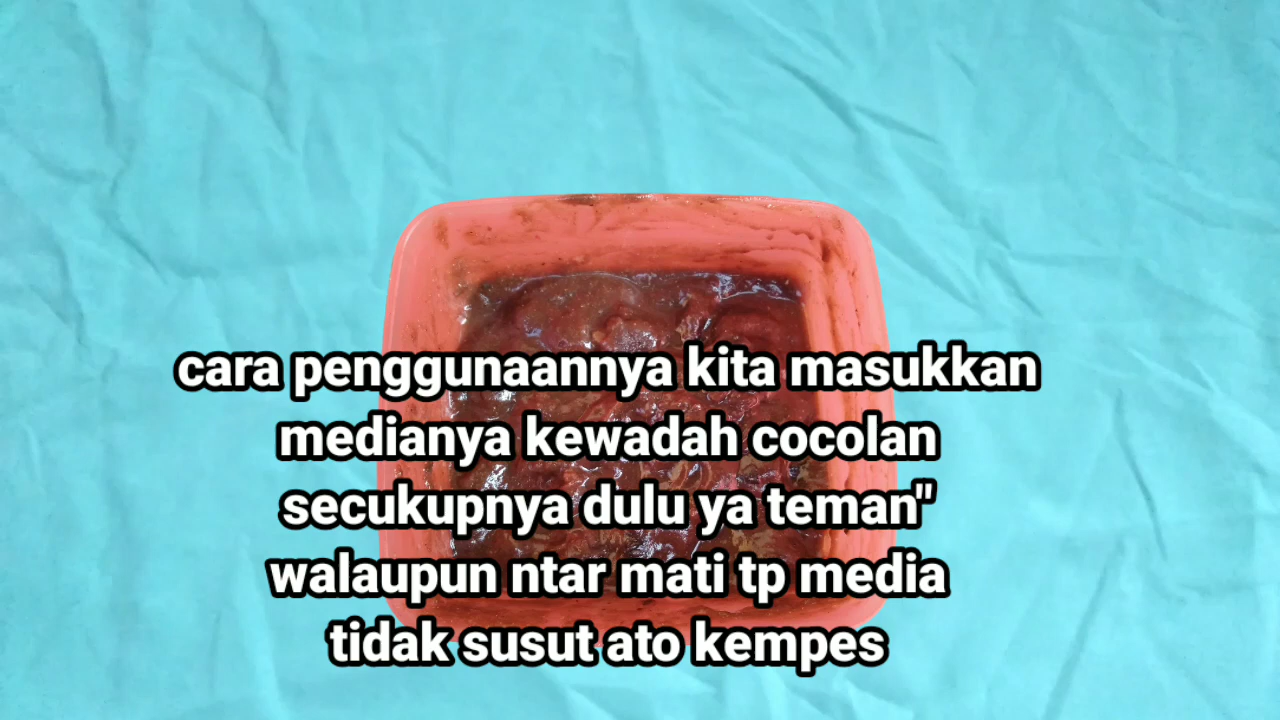 cara penggunaannya kita masukkan
medianya kewadah cocolan
secukupnya dulu ya teman"
walaupun ntar mati tp media
tidak susut ato kempes